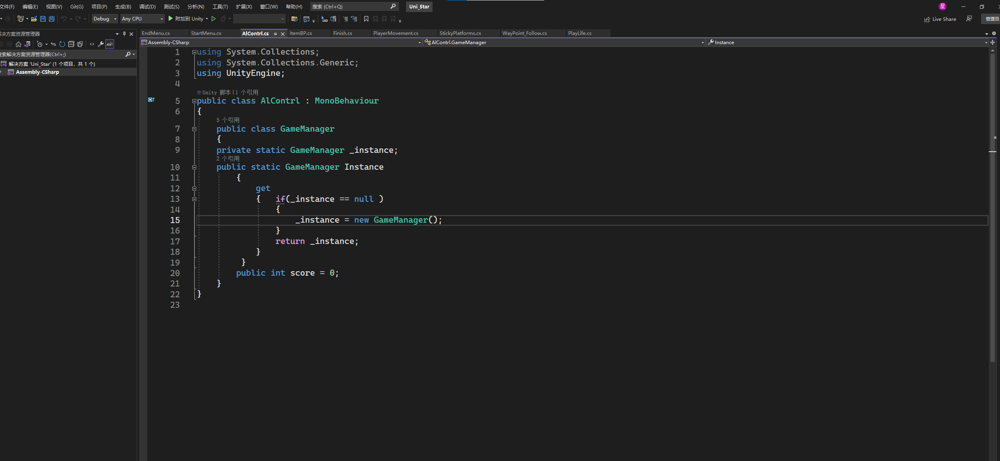 文件(F) 编辑(E) 视图(V) Git(G) 项目(P) 生成(B) 调试(D) 测试(S) 分析(N) 工具(T) 扩展(X) 窗口(W) 帮助(H) 搜索 (Ctrl+Q) Uni_Star 星
Debug Any CPU 附加到 Unity Live Share 管理员
解决方案资源管理器
EndMenu.cs StartMenu.cs AlContrl.cs ItemBP.cs Finish.cs PlayerMovement.cs StickyPlatforms.cs WayPoint_Follow.cs PlayLife.cs
Assembly-CSharp AlContrl.GameManager Instance
搜索解决方案资源管理器(Ctrl+;)
解决方案 'Uni_Star' (1 个项目, 共 1 个)
Assembly-CSharp
1 using System.Collections;
2 using System.Collections.Generic;
3 using UnityEngine;
4
Unity 脚本|1 个引用
5 public class AlContrl : MonoBehaviour
6 {
5 个引用
7 public class GameManager
8 {
9 private static GameManager _instance;
2 个引用
10 public static GameManager Instance
11 {
12 get
13 { if(_instance == null )
14 {
15 _instance = new GameManager();
16 }
17 return _instance;
18 }
19 }
20 public int score = 0;
21 }
22 }
23